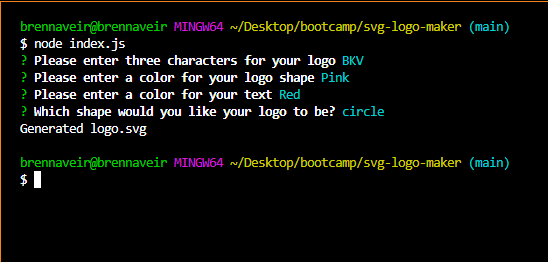 brennaveir@brennaveir MINGW64 ~/Desktop/bootcamp/svg-logo-maker (main)
$ node index.js
? Please enter three characters for your logo BKV
? Please enter a color for your logo shape Pink
? Please enter a color for your text Red
? Which shape would you like your logo to be? circle
Generated logo.svg
brennaveir@brennaveir MINGW64 ~/Desktop/bootcamp/svg-logo-maker (main)
$